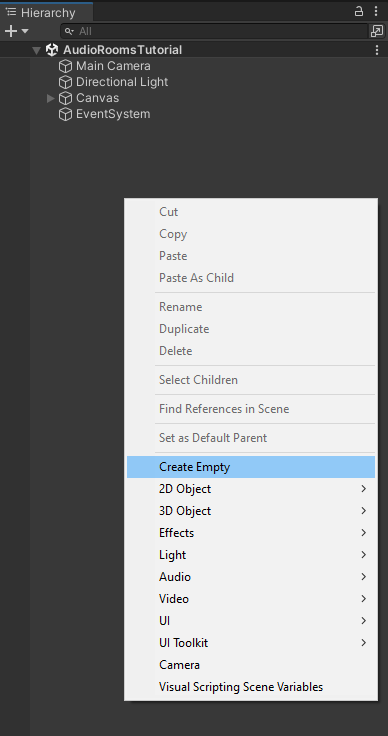 Hierarchy
All
AudioRoomsTutorial
Main Camera
Directional Light
Canvas
EventSystem
Cut
Copy
Paste
Paste As Child
Rename
Duplicate
Delete
Select Children
Find References in Scene
Set as Default Parent
Create Empty
2D Object
3D Object
Effects
Light
Audio
Video
UI
UI Toolkit
Camera
Visual Scripting Scene Variables